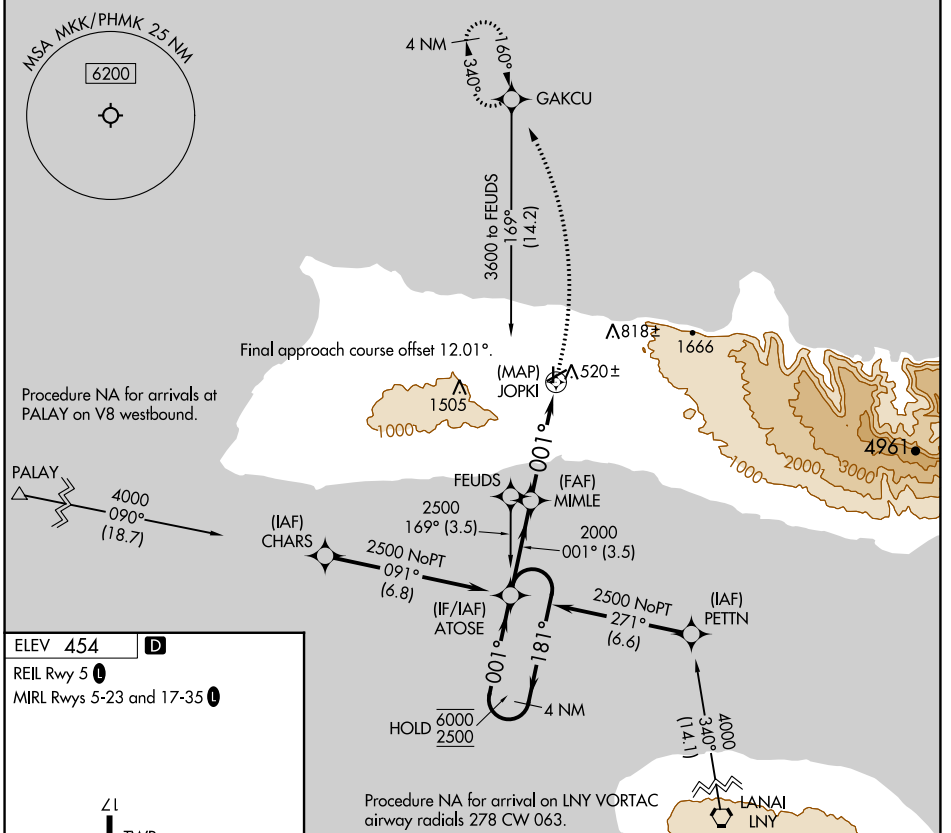 MSA MKK/PHMK 25 NM
6200
4 NM
340°
160°
GAKCU
3600 to FEUDS
169°
(14.2)
Final approach course offset 12.01°.
818±
1666
(MAP)
JOPKI
520±
1505
1000
Procedure NA for arrivals at
PALAY on V8 westbound.
4961
1000
2000
3000
001°
PALAY
4000
090°
(18.7)
FEUDS
(FAF)
MIMLE
2500
169° (3.5)
2000
001° (3.5)
(IAF)
CHARS
2500 NoPT
091°
(6.8)
(IF/IAF)
ATOSE
2500 NoPT
271°
(6.6)
(IAF)
PETTN
001°
181°
4 NM
HOLD 6000
2500
4000
340°
(14.1)
ELEV 454 D
REIL Rwy 5 L
MIRL Rwys 5-23 and 17-35 L
17
Procedure NA for arrival on LNY VORTAC
airway radials 278 CW 063.
LANAI
LNY